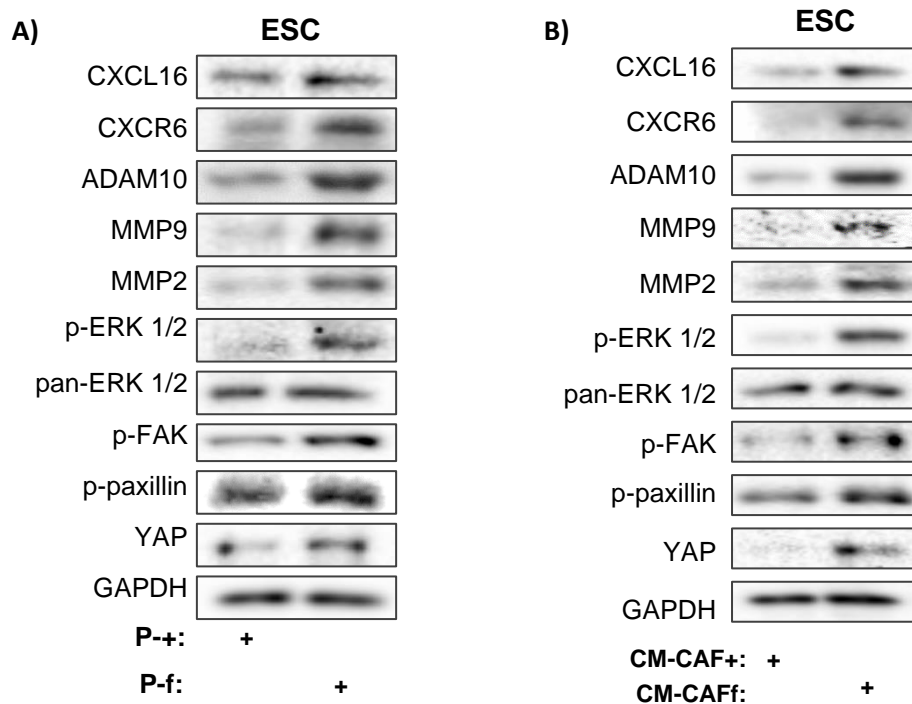 A)
ESC
CXCL16
CXCR6
ADAM10
MMP9
MMP2
p-ERK 1/2
pan-ERK 1/2
p-FAK
p-paxillin
YAP
GAPDH
P-+: +
P-f: +
B)
ESC
CXCL16
CXCR6
ADAM10
MMP9
MMP2
p-ERK 1/2
pan-ERK 1/2
p-FAK
p-paxillin
YAP
GAPDH
CM-CAF+: +
CM-CAFf: +